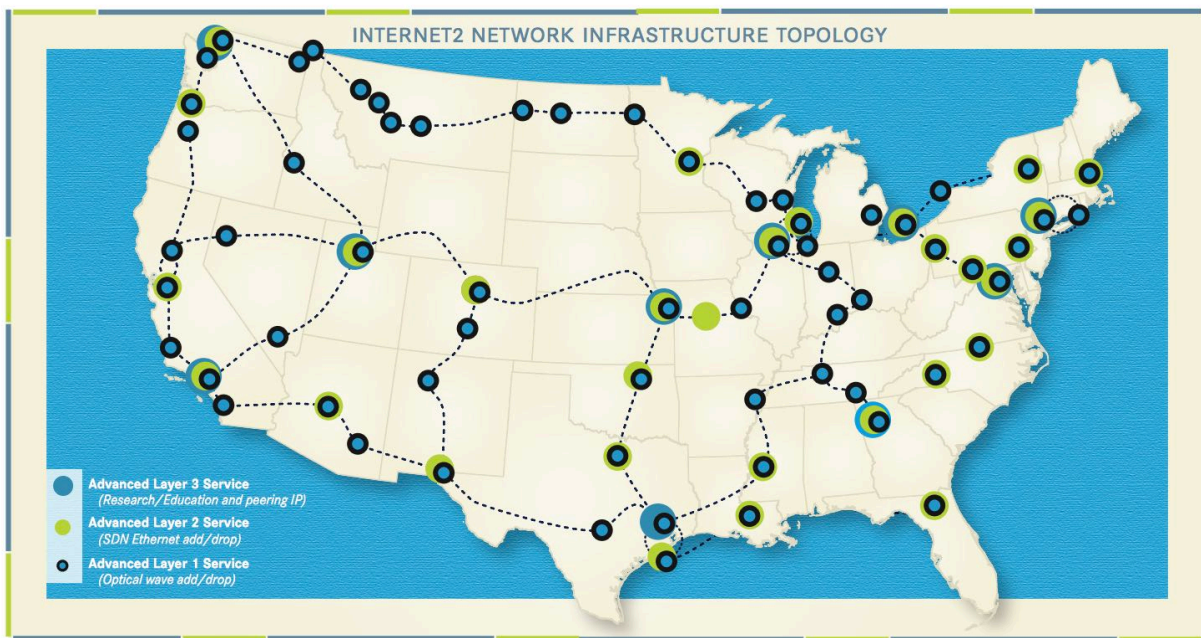 INTERNET2 NETWORK INFRASTRUCTURE TOPOLOGY
Advanced Layer 3 Service
(Research/Education and peering IP)
Advanced Layer 2 Service
(SDN Ethernet add/drop)
Advanced Layer 1 Service
(Optical wave add/drop)